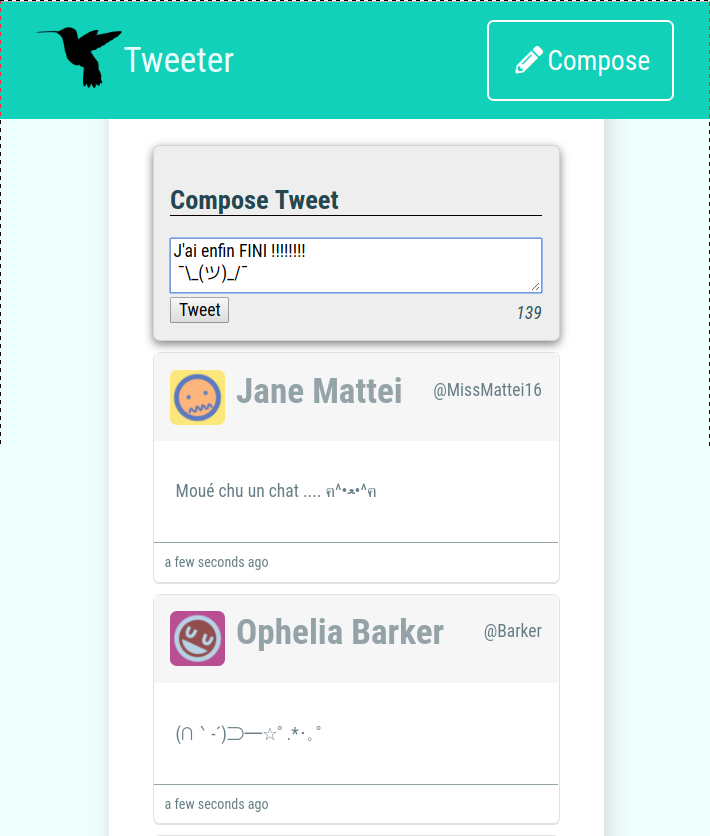 Tweeter
Compose
Compose Tweet
J'ai enfin FINI !!!!!!!!
¯\_(ツ)_/¯
Tweet
139
Jane Mattei @MissMattei16
Moué chu un chat .... ฅ^•ﻌ•^ฅ
a few seconds ago
Ophelia Barker @Barker
(∩ ` -´)⊃━☆ﾟ.*･｡ﾟ
a few seconds ago